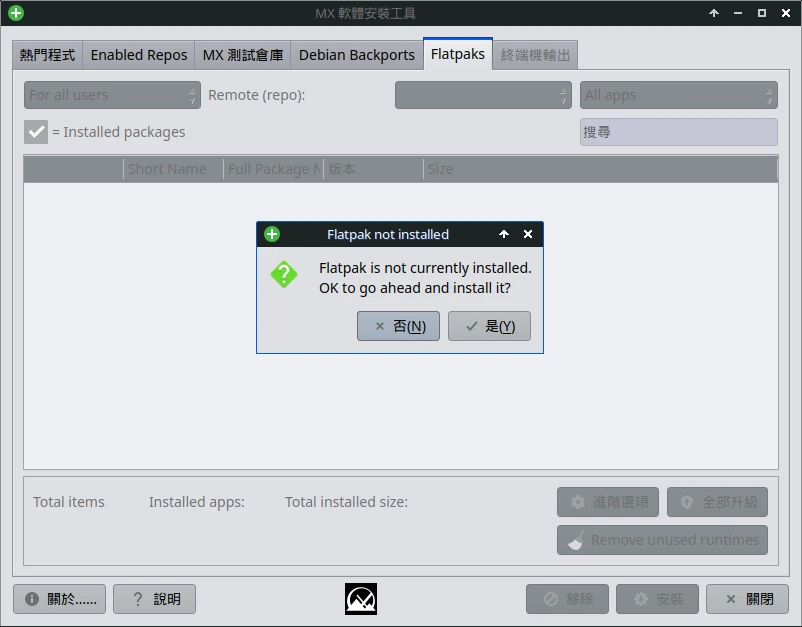 MX 軟體安裝工具
熱門程式 Enabled Repos MX 測試倉庫 Debian Backports Flatpaks 終端機輸出
For all users Remote (repo): All apps
= Installed packages 搜尋
Short Name Full Package N 版本 Size
Flatpak not installed
Flatpak is not currently installed.
OK to go ahead and install it?
否(N) 是(Y)
Total items Installed apps: Total installed size: 進階選項 全部升級
Remove unused runtimes
關於...... 說明 移除 安裝 關閉